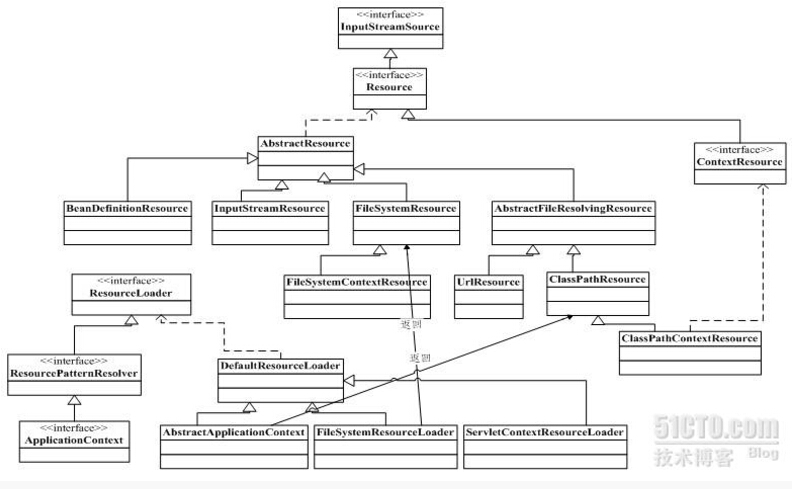 <<interface>>
InputStreamSource
<<interface>>
Resource
AbstractResource
<<interface>>
ContextResource
BeanDefinitionResource
InputStreamResource
FileSystemResource
AbstractFileResolvingResource
<<interface>>
ResourceLoader
FileSystemContextResource
UrlResource
ClassPathResource
返回
ClassPathContextResource
返回
<<interface>>
ResourcePatternResolver
DefaultResourceLoader
<<interface>>
ApplicationContext
AbstractApplicationContext
FileSystemResourceLoader
ServletContextResourceLoader
51CTO.com
技术博客 Blog